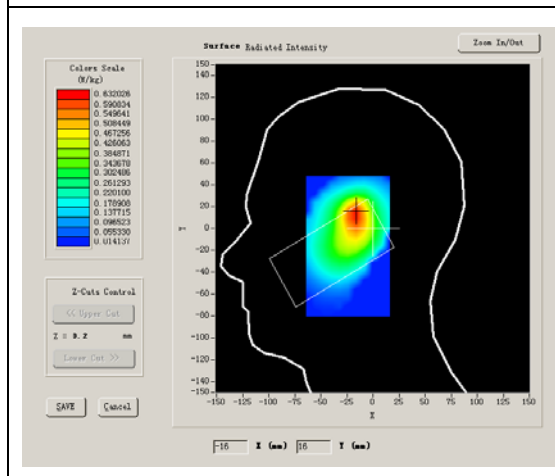 Surface Radiated Intensity
Zoom In/Out
Colors Scale
(W/kg)
0.632026
0.590834
0.549641
0.508449
0.467256
0.426063
0.384871
0.343678
0.302486
0.261293
0.220100
0.178908
0.137715
0.096523
0.055330
0.014137
150
140
120
100
80
60
40
20
0
-20
-40
-60
-80
-100
-120
-140
-150
Y
-150 -125 -100 -75 -50 -25 0 25 50 75 100 125 150
X
Z-Cuts Control
<< Upper Cut
Z = 0.2 mm
Lower Cut >>
SAVE
Cancel
-16 X (mm) 16 Y (mm)